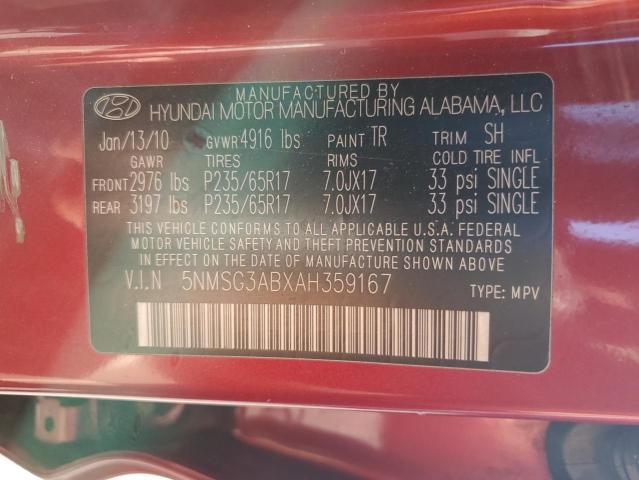 MANUFACTURED BY
HYUNDAI MOTOR MANUFACTURING ALABAMA, LLC
Jan/13/10 GVWR 4916 lbs PAINT TR TRIM SH
GAWR TIRES RIMS COLD TIRE INFL
FRONT 2976 lbs P235/65R17 7.0JX17 33 psi SINGLE
REAR 3197 lbs P235/65R17 7.0JX17 33 psi SINGLE
THIS VEHICLE CONFORMS TO ALL APPLICABLE U.S.A. FEDERAL
MOTOR VEHICLE SAFETY AND THEFT PREVENTION STANDARDS
IN EFFECT ON THE DATE OF MANUFACTURE SHOWN ABOVE
V.I.N 5NMSG3ABXAH359167 TYPE: MPV